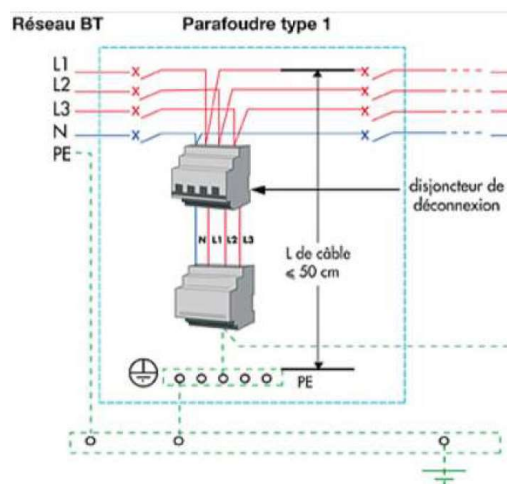 Réseau BT
Parafoudre type 1
L1
L2
L3
N
PE
disjoncteur de
déconnexion
N L1 L2 L3
L de câble
≤ 50 cm
PE